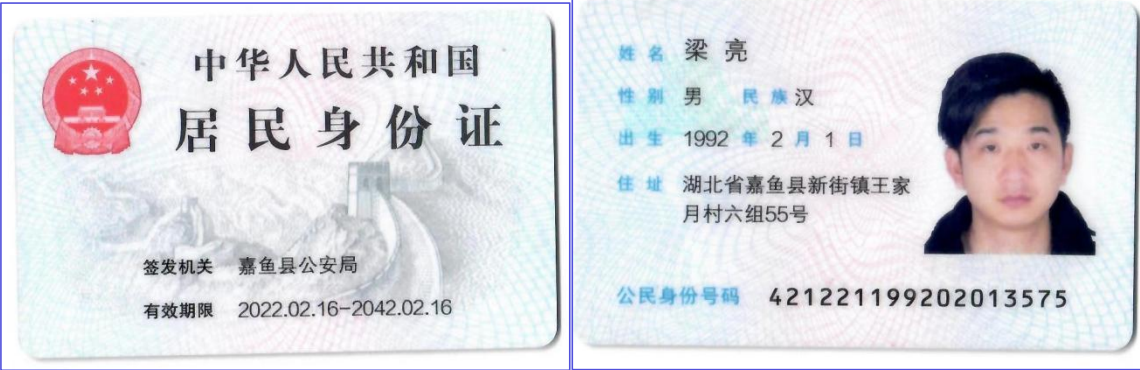 中华人民共和国
居民身份证
签发机关 嘉鱼县公安局
有效期限 2022.02.16-2042.02.16
姓名 梁亮
性别 男 民族 汉
出生 1992 年 2 月 1 日
住址 湖北省嘉鱼县新街镇王家
月村六组55号
公民身份号码 421221199202013575